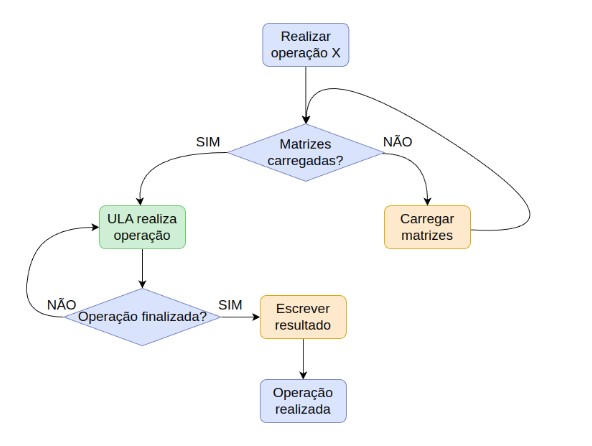 Realizar
operação X
SIM
Matrizes
carregadas?
NÃO
ULA realiza
operação
Carregar
matrizes
NÃO
Operação finalizada?
SIM
Escrever
resultado
Operação
realizada